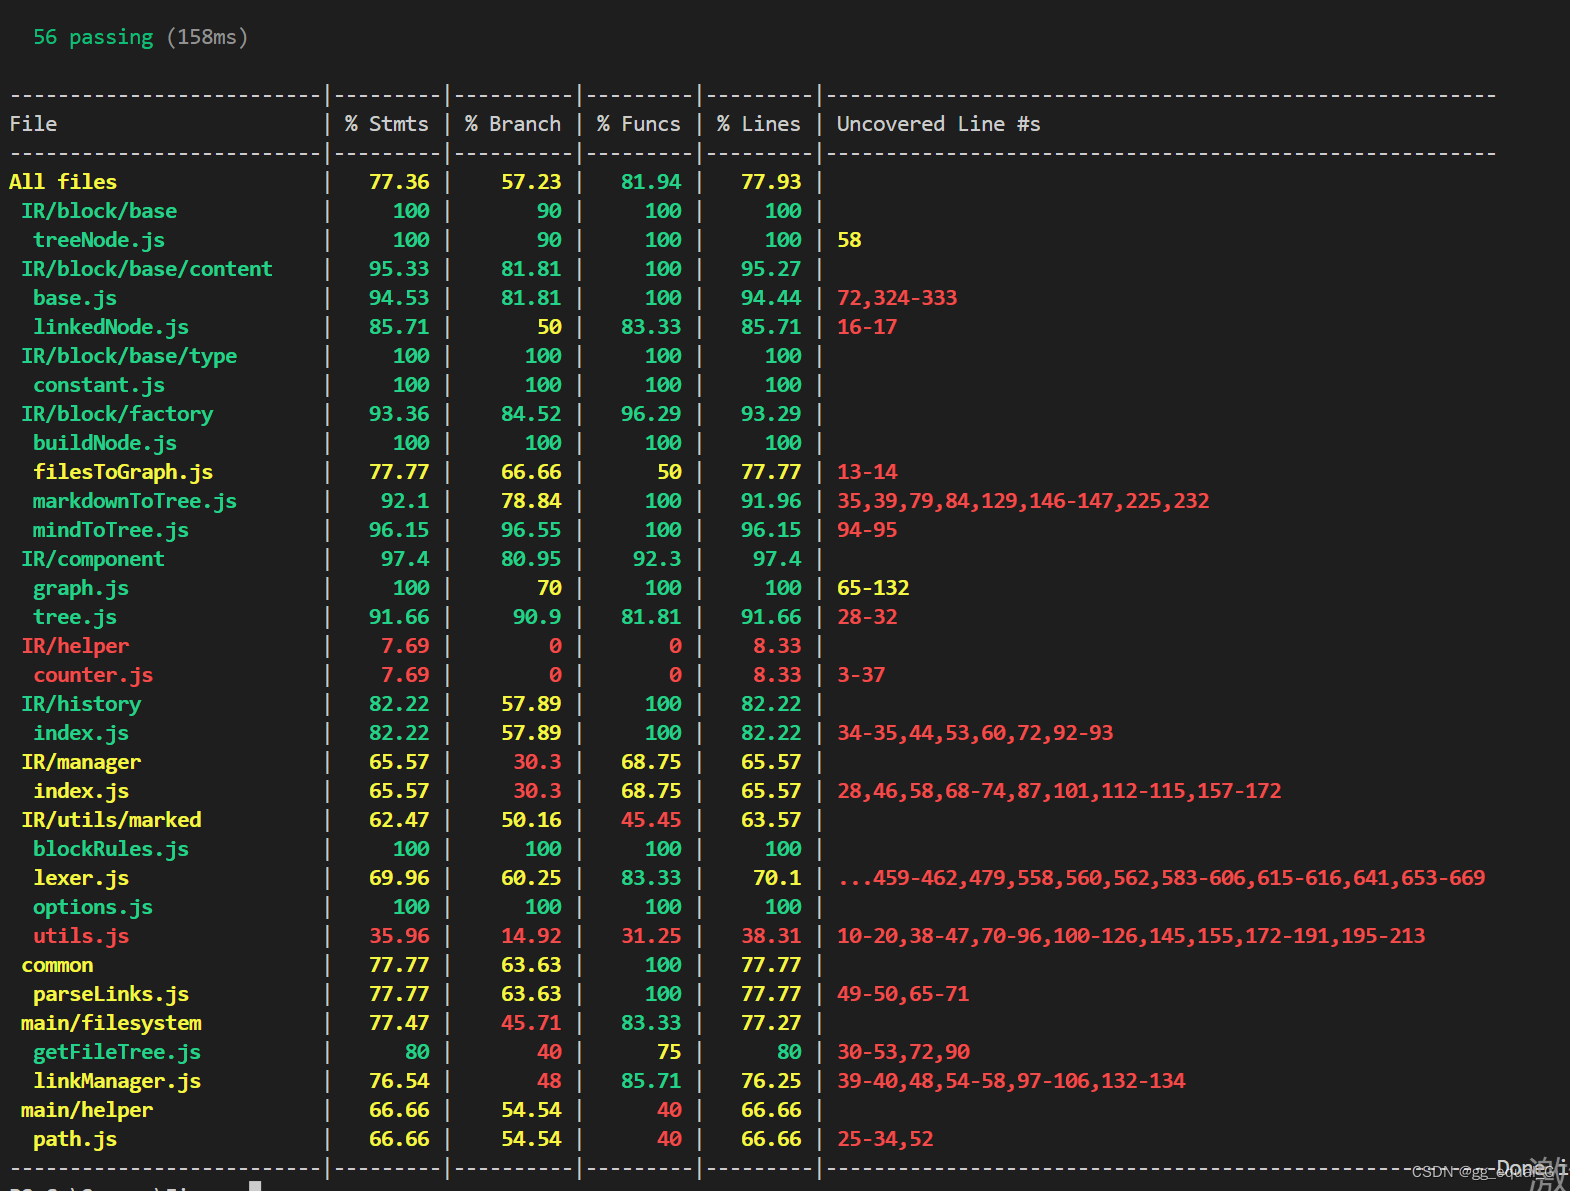 56 passing (158ms)
--------------------------|---------|----------|---------|---------|--------------------------------------------------------
File | % Stmts | % Branch | % Funcs | % Lines | Uncovered Line #s
--------------------------|---------|----------|---------|---------|--------------------------------------------------------
All files | 77.36 | 57.23 | 81.94 | 77.93 |
IR/block/base | 100 | 90 | 100 | 100 |
treeNode.js | 100 | 90 | 100 | 100 | 58
IR/block/base/content | 95.33 | 81.81 | 100 | 95.27 |
base.js | 94.53 | 81.81 | 100 | 94.44 | 72,324-333
linkedNode.js | 85.71 | 50 | 83.33 | 85.71 | 16-17
IR/block/base/type | 100 | 100 | 100 | 100 |
constant.js | 100 | 100 | 100 | 100 |
IR/block/factory | 93.36 | 84.52 | 96.29 | 93.29 |
buildNode.js | 100 | 100 | 100 | 100 |
filesToGraph.js | 77.77 | 66.66 | 50 | 77.77 | 13-14
markdownToTree.js | 92.1 | 78.84 | 100 | 91.96 | 35,39,79,84,129,146-147,225,232
mindToTree.js | 96.15 | 96.55 | 100 | 96.15 | 94-95
IR/component | 97.4 | 80.95 | 92.3 | 97.4 |
graph.js | 100 | 70 | 100 | 100 | 65-132
tree.js | 91.66 | 90.9 | 81.81 | 91.66 | 28-32
IR/helper | 7.69 | 0 | 0 | 8.33 |
counter.js | 7.69 | 0 | 0 | 8.33 | 3-37
IR/history | 82.22 | 57.89 | 100 | 82.22 |
index.js | 82.22 | 57.89 | 100 | 82.22 | 34-35,44,53,60,72,92-93
IR/manager | 65.57 | 30.3 | 68.75 | 65.57 |
index.js | 65.57 | 30.3 | 68.75 | 65.57 | 28,46,58,68-74,87,101,112-115,157-172
IR/utils/marked | 62.47 | 50.16 | 45.45 | 63.57 |
blockRules.js | 100 | 100 | 100 | 100 |
lexer.js | 69.96 | 60.25 | 83.33 | 70.1 | ...459-462,479,558,560,562,583-606,615-616,641,653-669
options.js | 100 | 100 | 100 | 100 |
utils.js | 35.96 | 14.92 | 31.25 | 38.31 | 10-20,38-47,70-96,100-126,145,155,172-191,195-213
common | 77.77 | 63.63 | 100 | 77.77 |
parseLinks.js | 77.77 | 63.63 | 100 | 77.77 | 49-50,65-71
main/filesystem | 77.47 | 45.71 | 83.33 | 77.27 |
getFileTree.js | 80 | 40 | 75 | 80 | 30-53,72,90
linkManager.js | 76.54 | 48 | 85.71 | 76.25 | 39-40,48,54-58,97-106,132-134
main/helper | 66.66 | 54.54 | 40 | 66.66 |
path.js | 66.66 | 54.54 | 40 | 66.66 | 25-34,52
--------------------------|---------|----------|---------|---------|--------------------------------------------------------Done i
CSDN
激